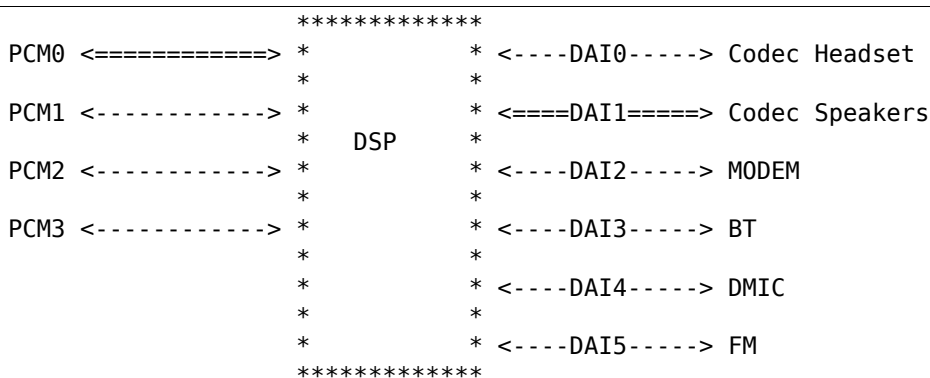 *************
PCM0 <============> *           * <----DAI0-----> Codec Headset
                    *           *
PCM1 <------------> *           * <====DAI1=====> Codec Speakers
                    *   DSP     *
PCM2 <------------> *           * <----DAI2-----> MODEM
                    *           *
PCM3 <------------> *           * <----DAI3-----> BT
                    *           *
                    *           * <----DAI4-----> DMIC
                    *           *
                    *           * <----DAI5-----> FM
                    *************